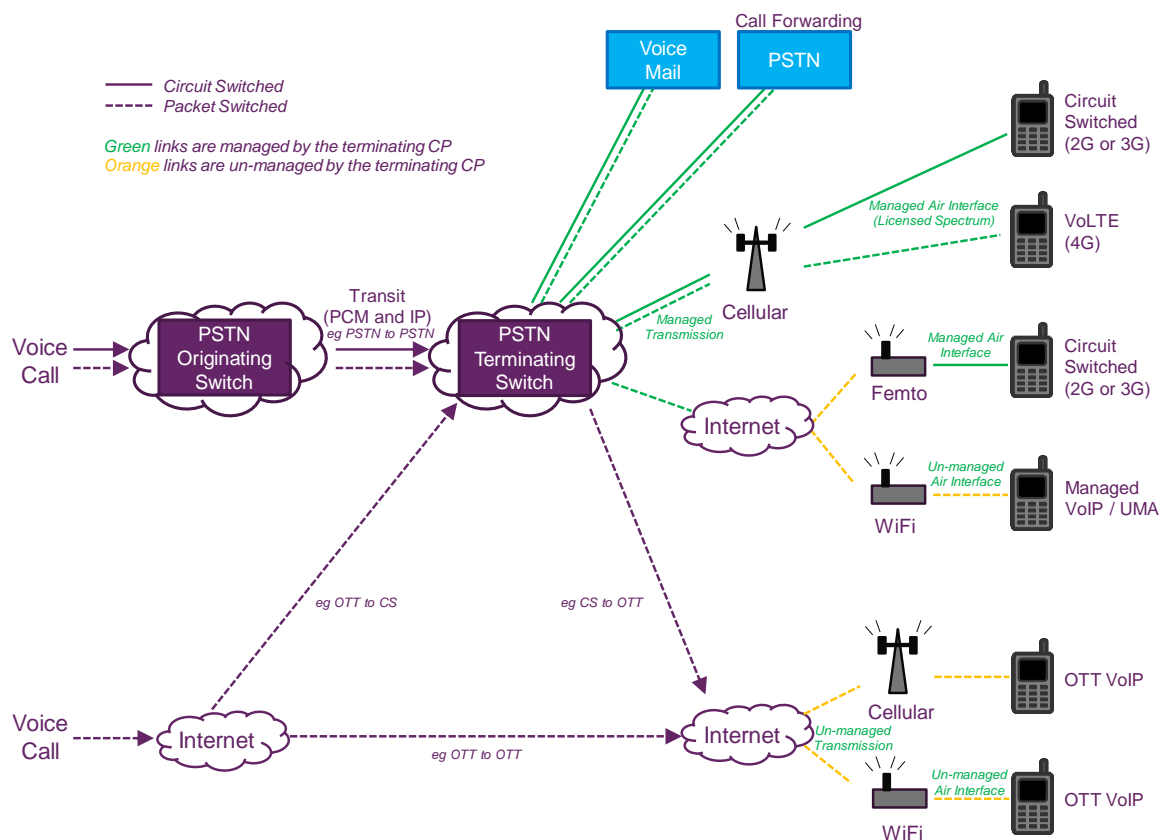 Call Forwarding
Voice
Mail
PSTN
Circuit Switched
Packet Switched
Green links are managed by the terminating CP
Orange links are un-managed by the terminating CP
Circuit
Switched
(2G or 3G)
Managed Air Interface
(Licensed Spectrum)
VoLTE
(4G)
Cellular
Managed
Transmission
Transit
(PCM and IP)
eg PSTN to PSTN
Voice
Call
PSTN
Originating
Switch
PSTN
Terminating
Switch
Managed Air
Interface
Femto
Circuit
Switched
(2G or 3G)
Internet
Un-managed
Air Interface
WiFi
Managed
VoIP / UMA
eg OTT to CS
eg CS to OTT
Cellular
OTT VoIP
Voice
Call
Internet
eg OTT to OTT
Internet
Un-managed
Transmission
Un-managed
Air Interface
WiFi
OTT VoIP